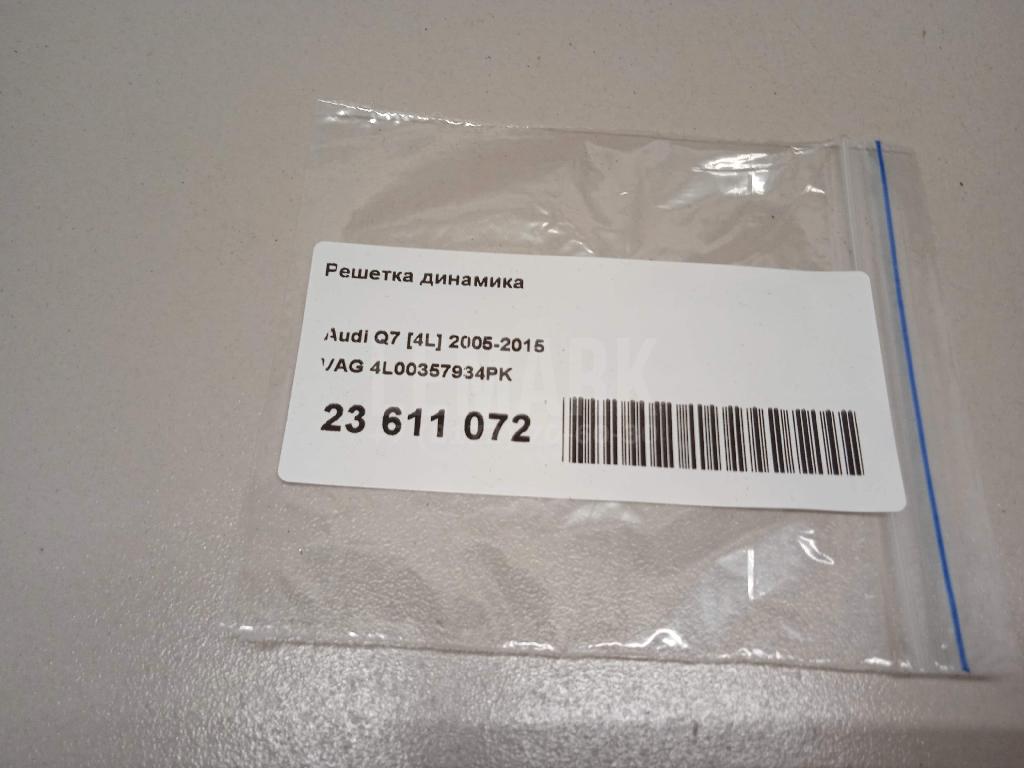 Решетка динамика
Audi Q7 [4L] 2005-2015
VAG 4L00357934PK
23 611 072